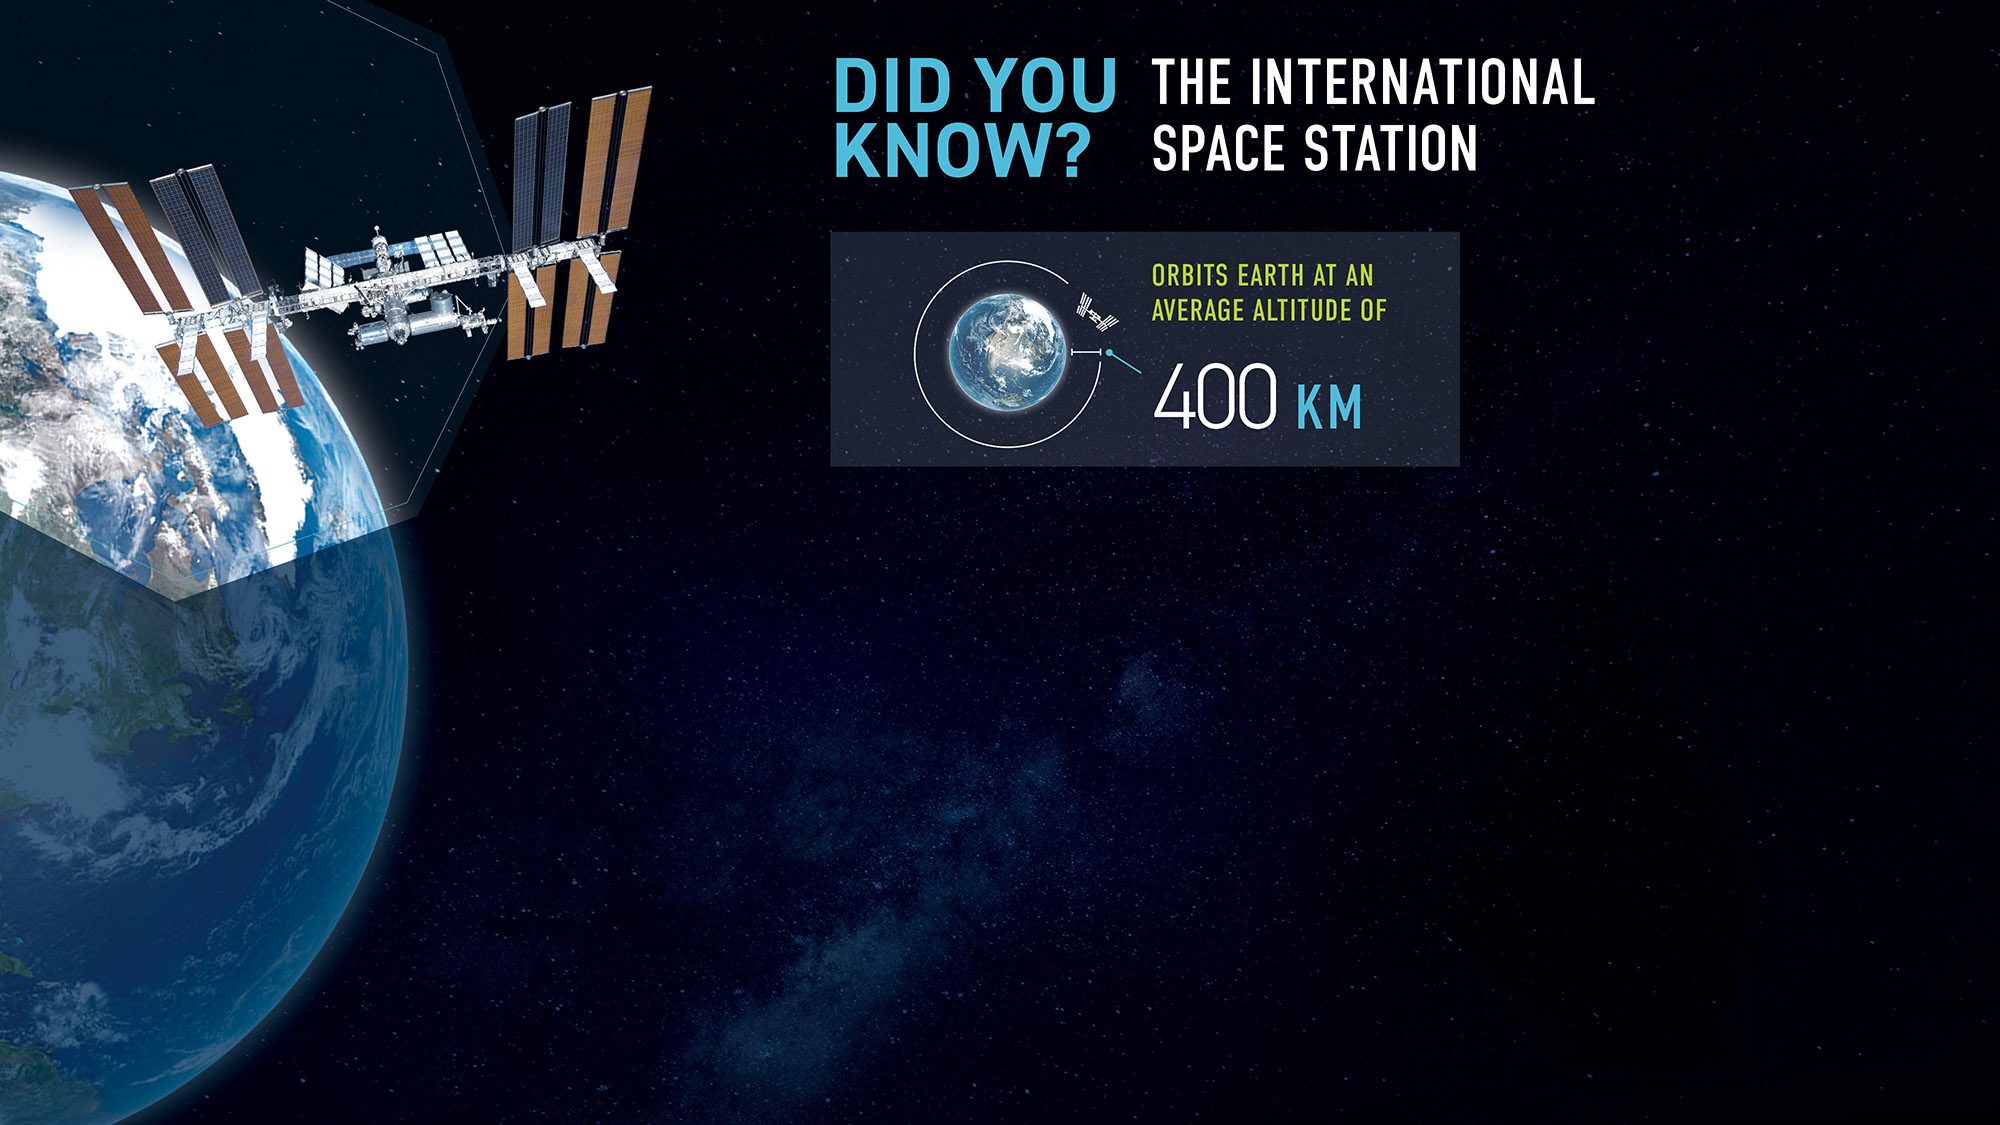 DID YOU
KNOW?
THE INTERNATIONAL
SPACE STATION
ORBITS EARTH AT AN
AVERAGE ALTITUDE OF
400 KM